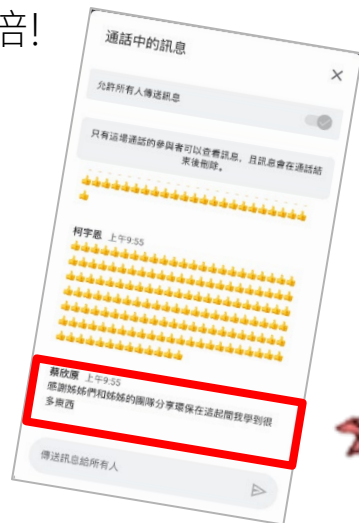 倍!
通話中的訊息
允許所有人傳送訊息
只有這場通話的參與者可以查看訊息，且訊息會在通話結
束後刪除。
👍👍👍👍👍👍👍👍👍👍👍👍👍👍👍👍👍👍👍👍
👍
柯宇恩 上午9:55
👍👍👍👍👍👍👍👍👍👍👍👍👍👍👍👍👍👍👍👍
👍👍👍👍👍👍👍👍👍👍👍👍👍👍👍👍👍👍👍👍
👍👍👍👍👍👍👍👍👍👍👍👍👍👍👍👍👍👍👍👍
👍👍👍👍👍👍👍👍👍👍👍👍👍👍👍👍👍👍👍👍
👍👍👍👍👍👍👍👍👍👍👍👍👍👍👍👍👍👍👍👍
👍👍👍👍👍👍👍👍👍👍👍👍👍👍👍👍👍👍👍👍
👍👍👍👍👍👍👍👍👍👍
蔡欣原 上午9:55
感謝姊姊們和姊姊的團隊分享環保在這起間我學到很
多東西
傳送訊息給所有人